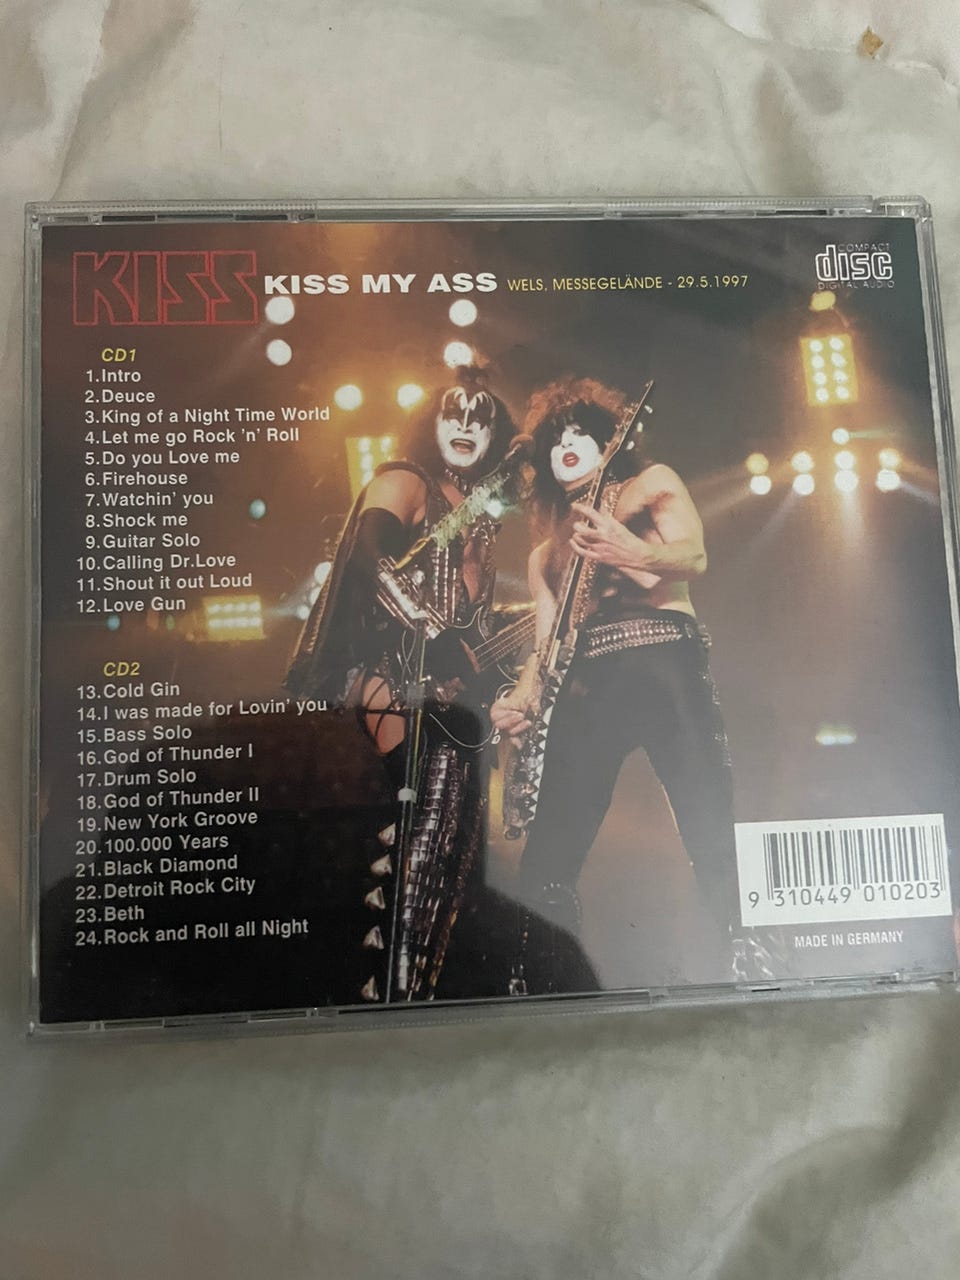 KISS KISS MY ASS WELS, MESSEGELÄNDE - 29.5.1997
COMPACT
disc
DIGITAL AUDIO
CD1
1.Intro
2.Deuce
3.King of a Night Time World
4.Let me go Rock 'n' Roll
5.Do you Love me
6.Firehouse
7.Watchin' you
8.Shock me
9.Guitar Solo
10.Calling Dr.Love
11.Shout it out Loud
12.Love Gun
CD2
13.Cold Gin
14.I was made for Lovin' you
15.Bass Solo
16.God of Thunder I
17.Drum Solo
18.God of Thunder II
19.New York Groove
20.100.000 Years
21.Black Diamond
22.Detroit Rock City
23.Beth
24.Rock and Roll all Night
9 310449 010203
MADE IN GERMANY